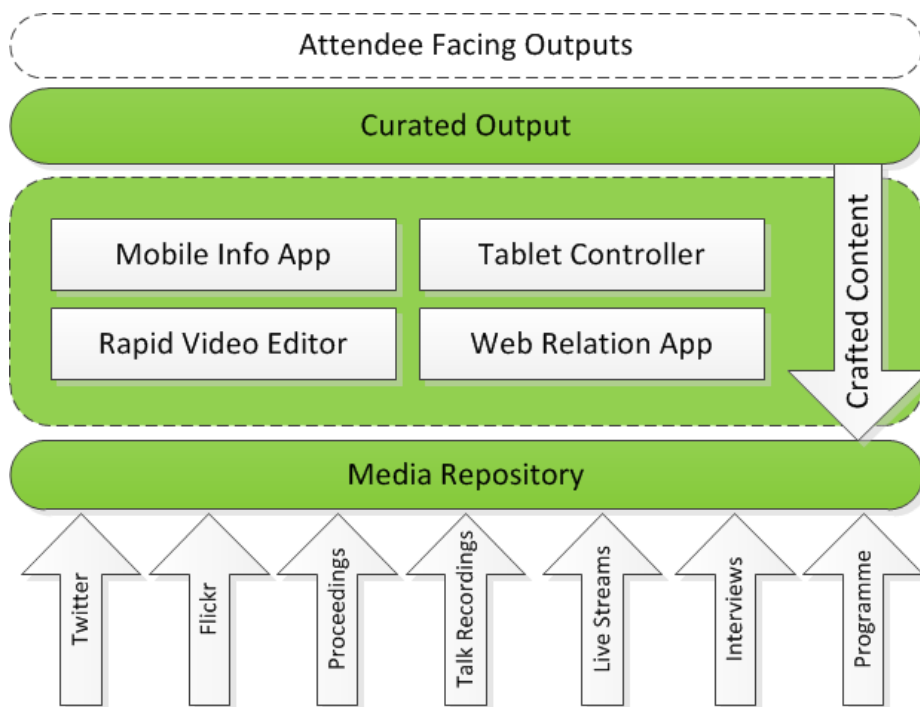 Attendee Facing Outputs
Curated Output
Mobile Info App
Tablet Controller
Rapid Video Editor
Web Relation App
Crafted Content
Media Repository
Twitter
Flickr
Proceedings
Talk Recordings
Live Streams
Interviews
Programme